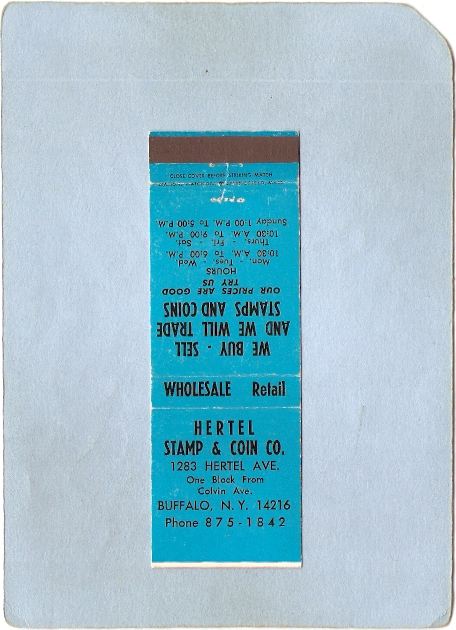 CLOSE COVER BEFORE STRIKING MATCH
WE BUY - SELL
AND WE WILL TRADE
STAMPS AND COINS
OUR PRICES ARE GOOD
TRY US
HOURS
Mon. - Tues. - Wed.
10:30 A.M. To 6:00 P.M.
Thurs. - Fri. - Sat.
10:30 A.M. To 9:00 P.M.
Sunday 1:00 P.M. To 5:00 P.M.
WHOLESALE Retail
HERTEL
STAMP & COIN CO.
1283 HERTEL AVE.
One Block From
Colvin Ave.
BUFFALO, N. Y. 14216
Phone 875-1842